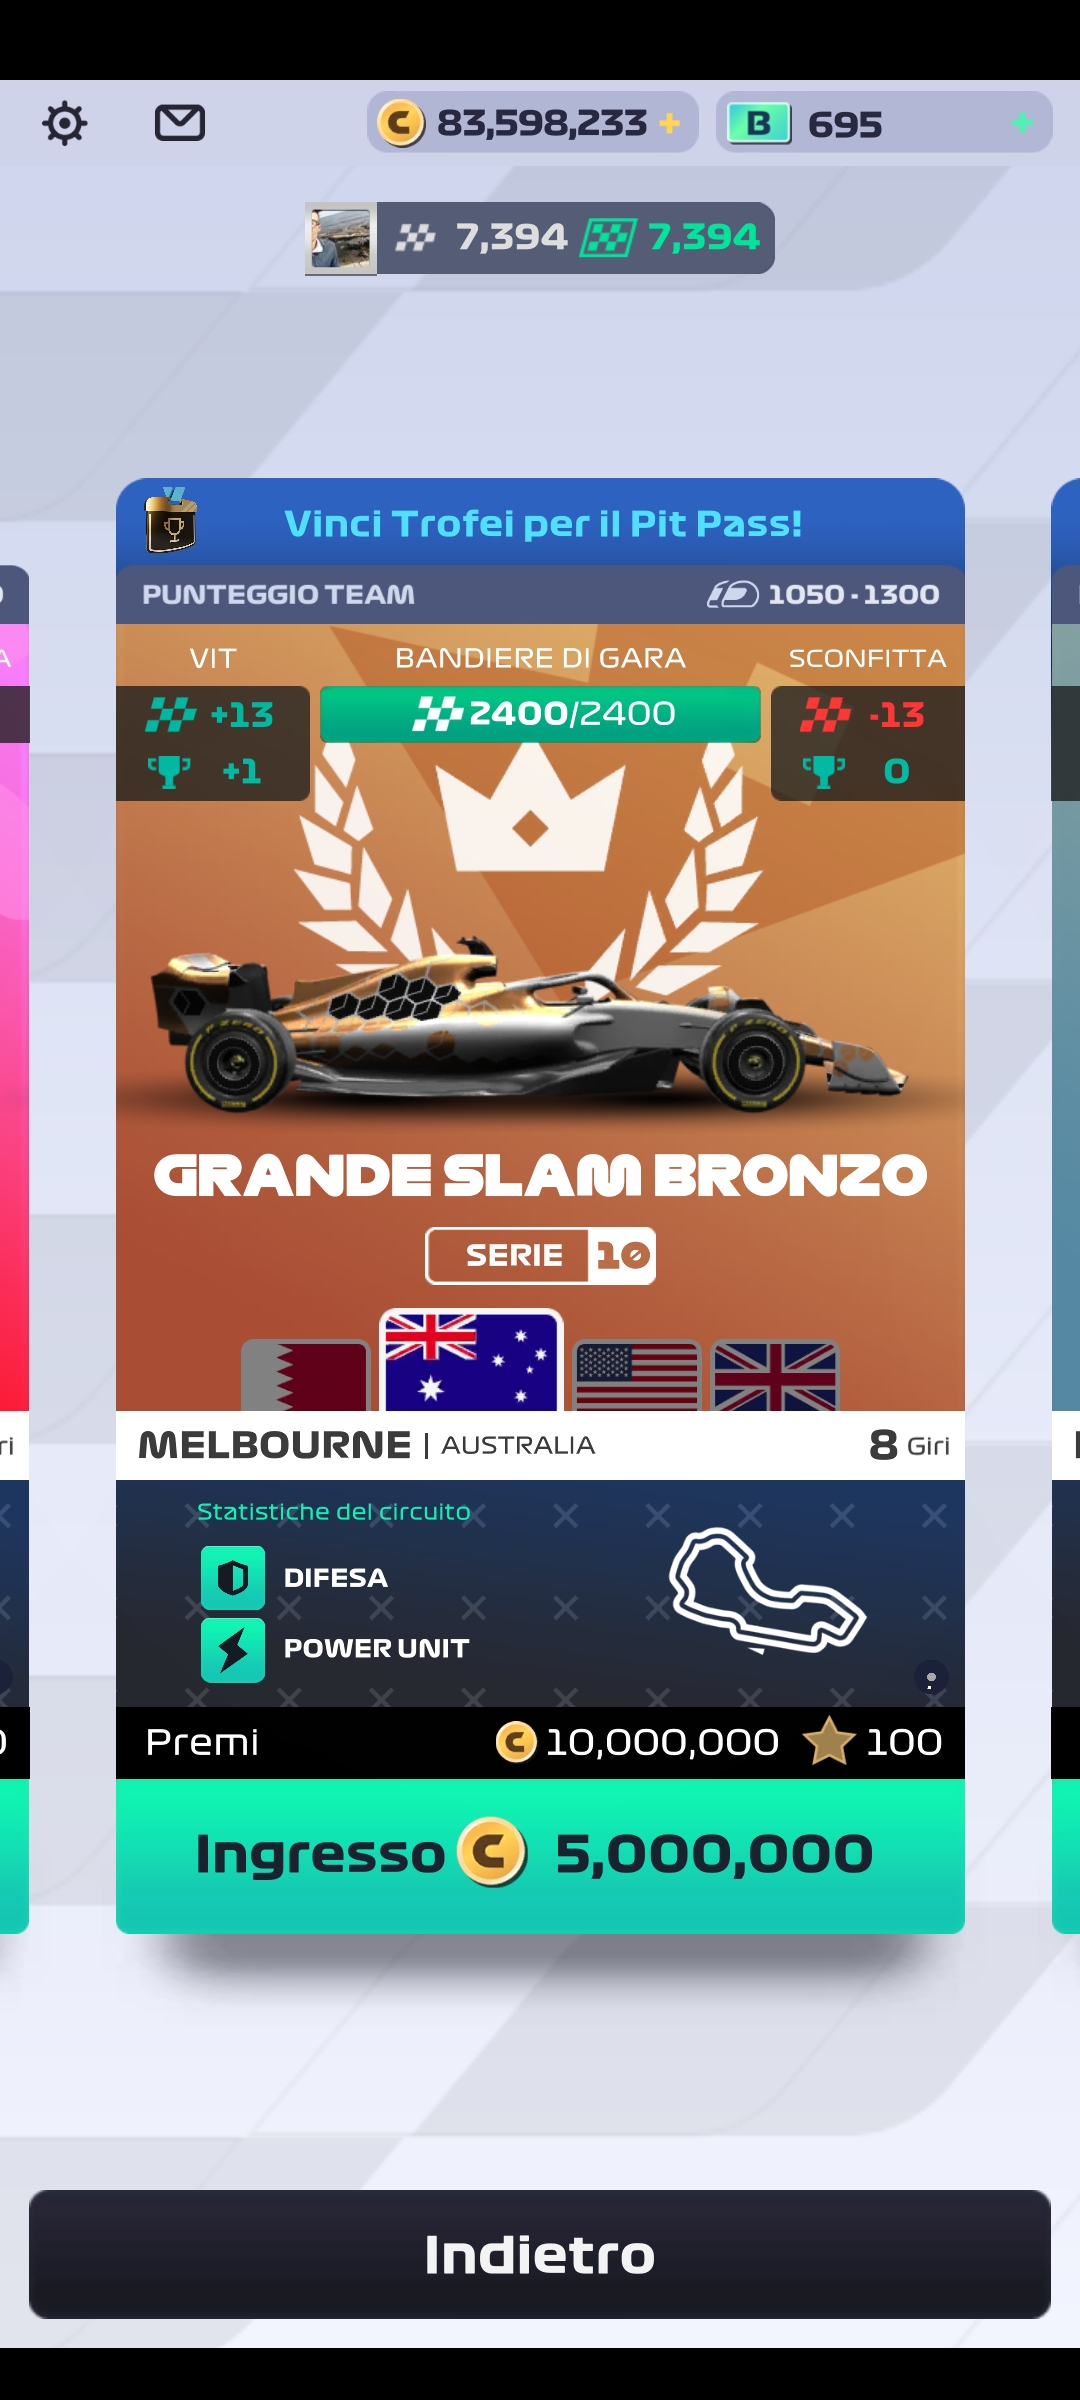 83,598,233 +
B 695 +
7,394 7,394
Vinci Trofei per il Pit Pass!
PUNTEGGIO TEAM 1050 - 1300
VIT BANDIERE DI GARA SCONFITTA
+13 2400/2400 -13
+1 0
P ZERO P ZERO
GRANDE SLAM BRONZO
SERIE 10
MELBOURNE | AUSTRALIA 8 Giri
Statistiche del circuito
DIFESA
POWER UNIT
Premi C 10,000,000 100
Ingresso C 5,000,000
Indietro